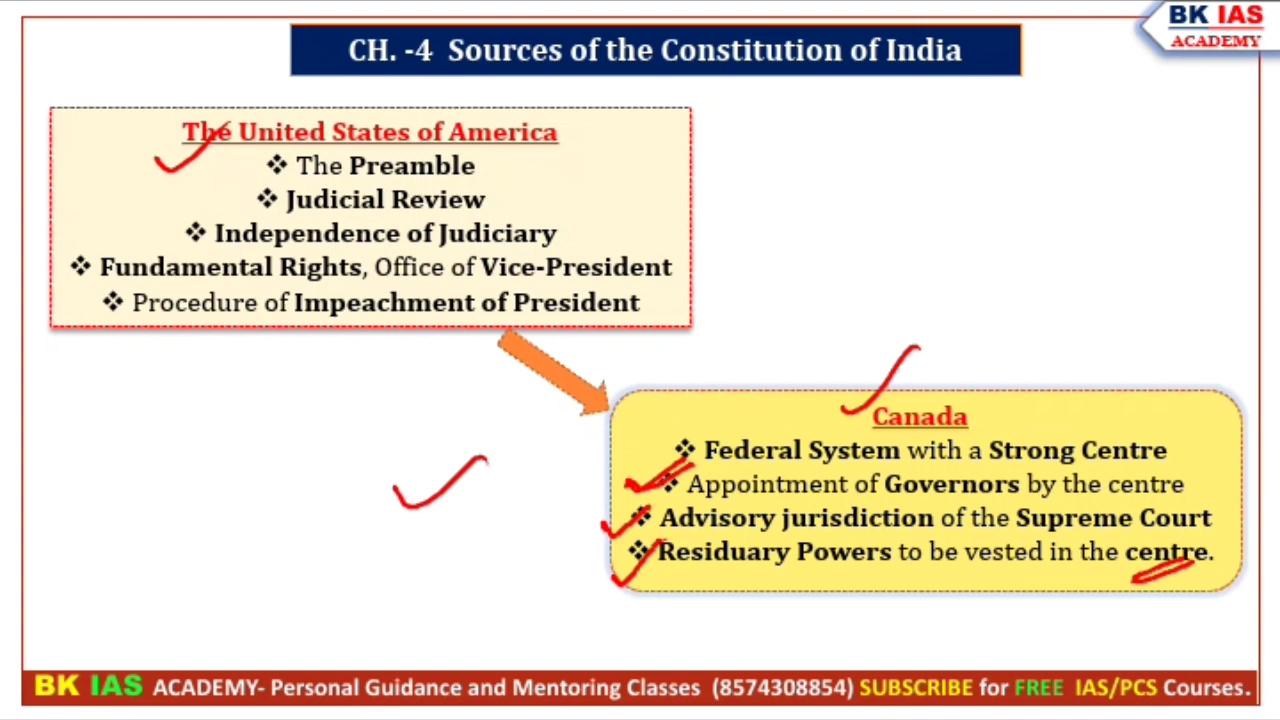 BK IAS
ACADEMY
CH. -4 Sources of the Constitution of India
The United States of America
❖ The Preamble
❖ Judicial Review
❖ Independence of Judiciary
❖ Fundamental Rights, Office of Vice-President
❖ Procedure of Impeachment of President
Canada
❖ Federal System with a Strong Centre
❖ Appointment of Governors by the centre
❖ Advisory jurisdiction of the Supreme Court
❖ Residuary Powers to be vested in the centre.
BK IAS ACADEMY- Personal Guidance and Mentoring Classes (8574308854) SUBSCRIBE for FREE IAS/PCS Courses.